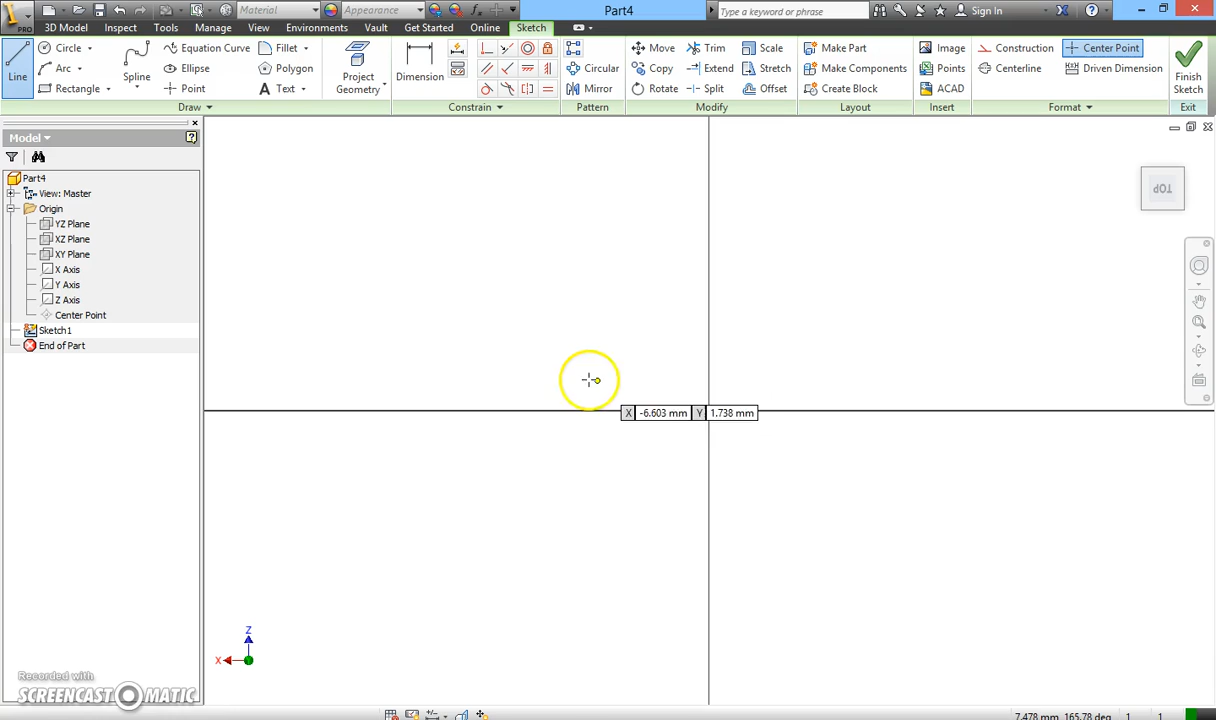 Material
Appearance
Part4
Type a keyword or phrase
Sign In
PRO
3D Model
Inspect
Tools
Manage
View
Environments
Vault
Get Started
Online
Sketch
Line
Circle
Arc
Rectangle
Spline
Equation Curve
Ellipse
Point
Fillet
Polygon
Text
Project Geometry
Dimension
Circular
Mirror
Move
Copy
Rotate
Trim
Extend
Split
Scale
Stretch
Offset
Make Part
Make Components
Create Block
Image
Points
ACAD
Construction
Centerline
Center Point
Driven Dimension
Finish
Sketch
Draw
Constrain
Pattern
Modify
Layout
Insert
Format
Exit
Model
Part4
View: Master
Origin
YZ Plane
XZ Plane
XY Plane
X Axis
Y Axis
Z Axis
Center Point
Sketch1
End of Part
TOP
X -6.603 mm Y 1.738 mm
Z
X
Recorded with
SCREENCAST MATIC
7.478 mm, 165.78 deg 1 1